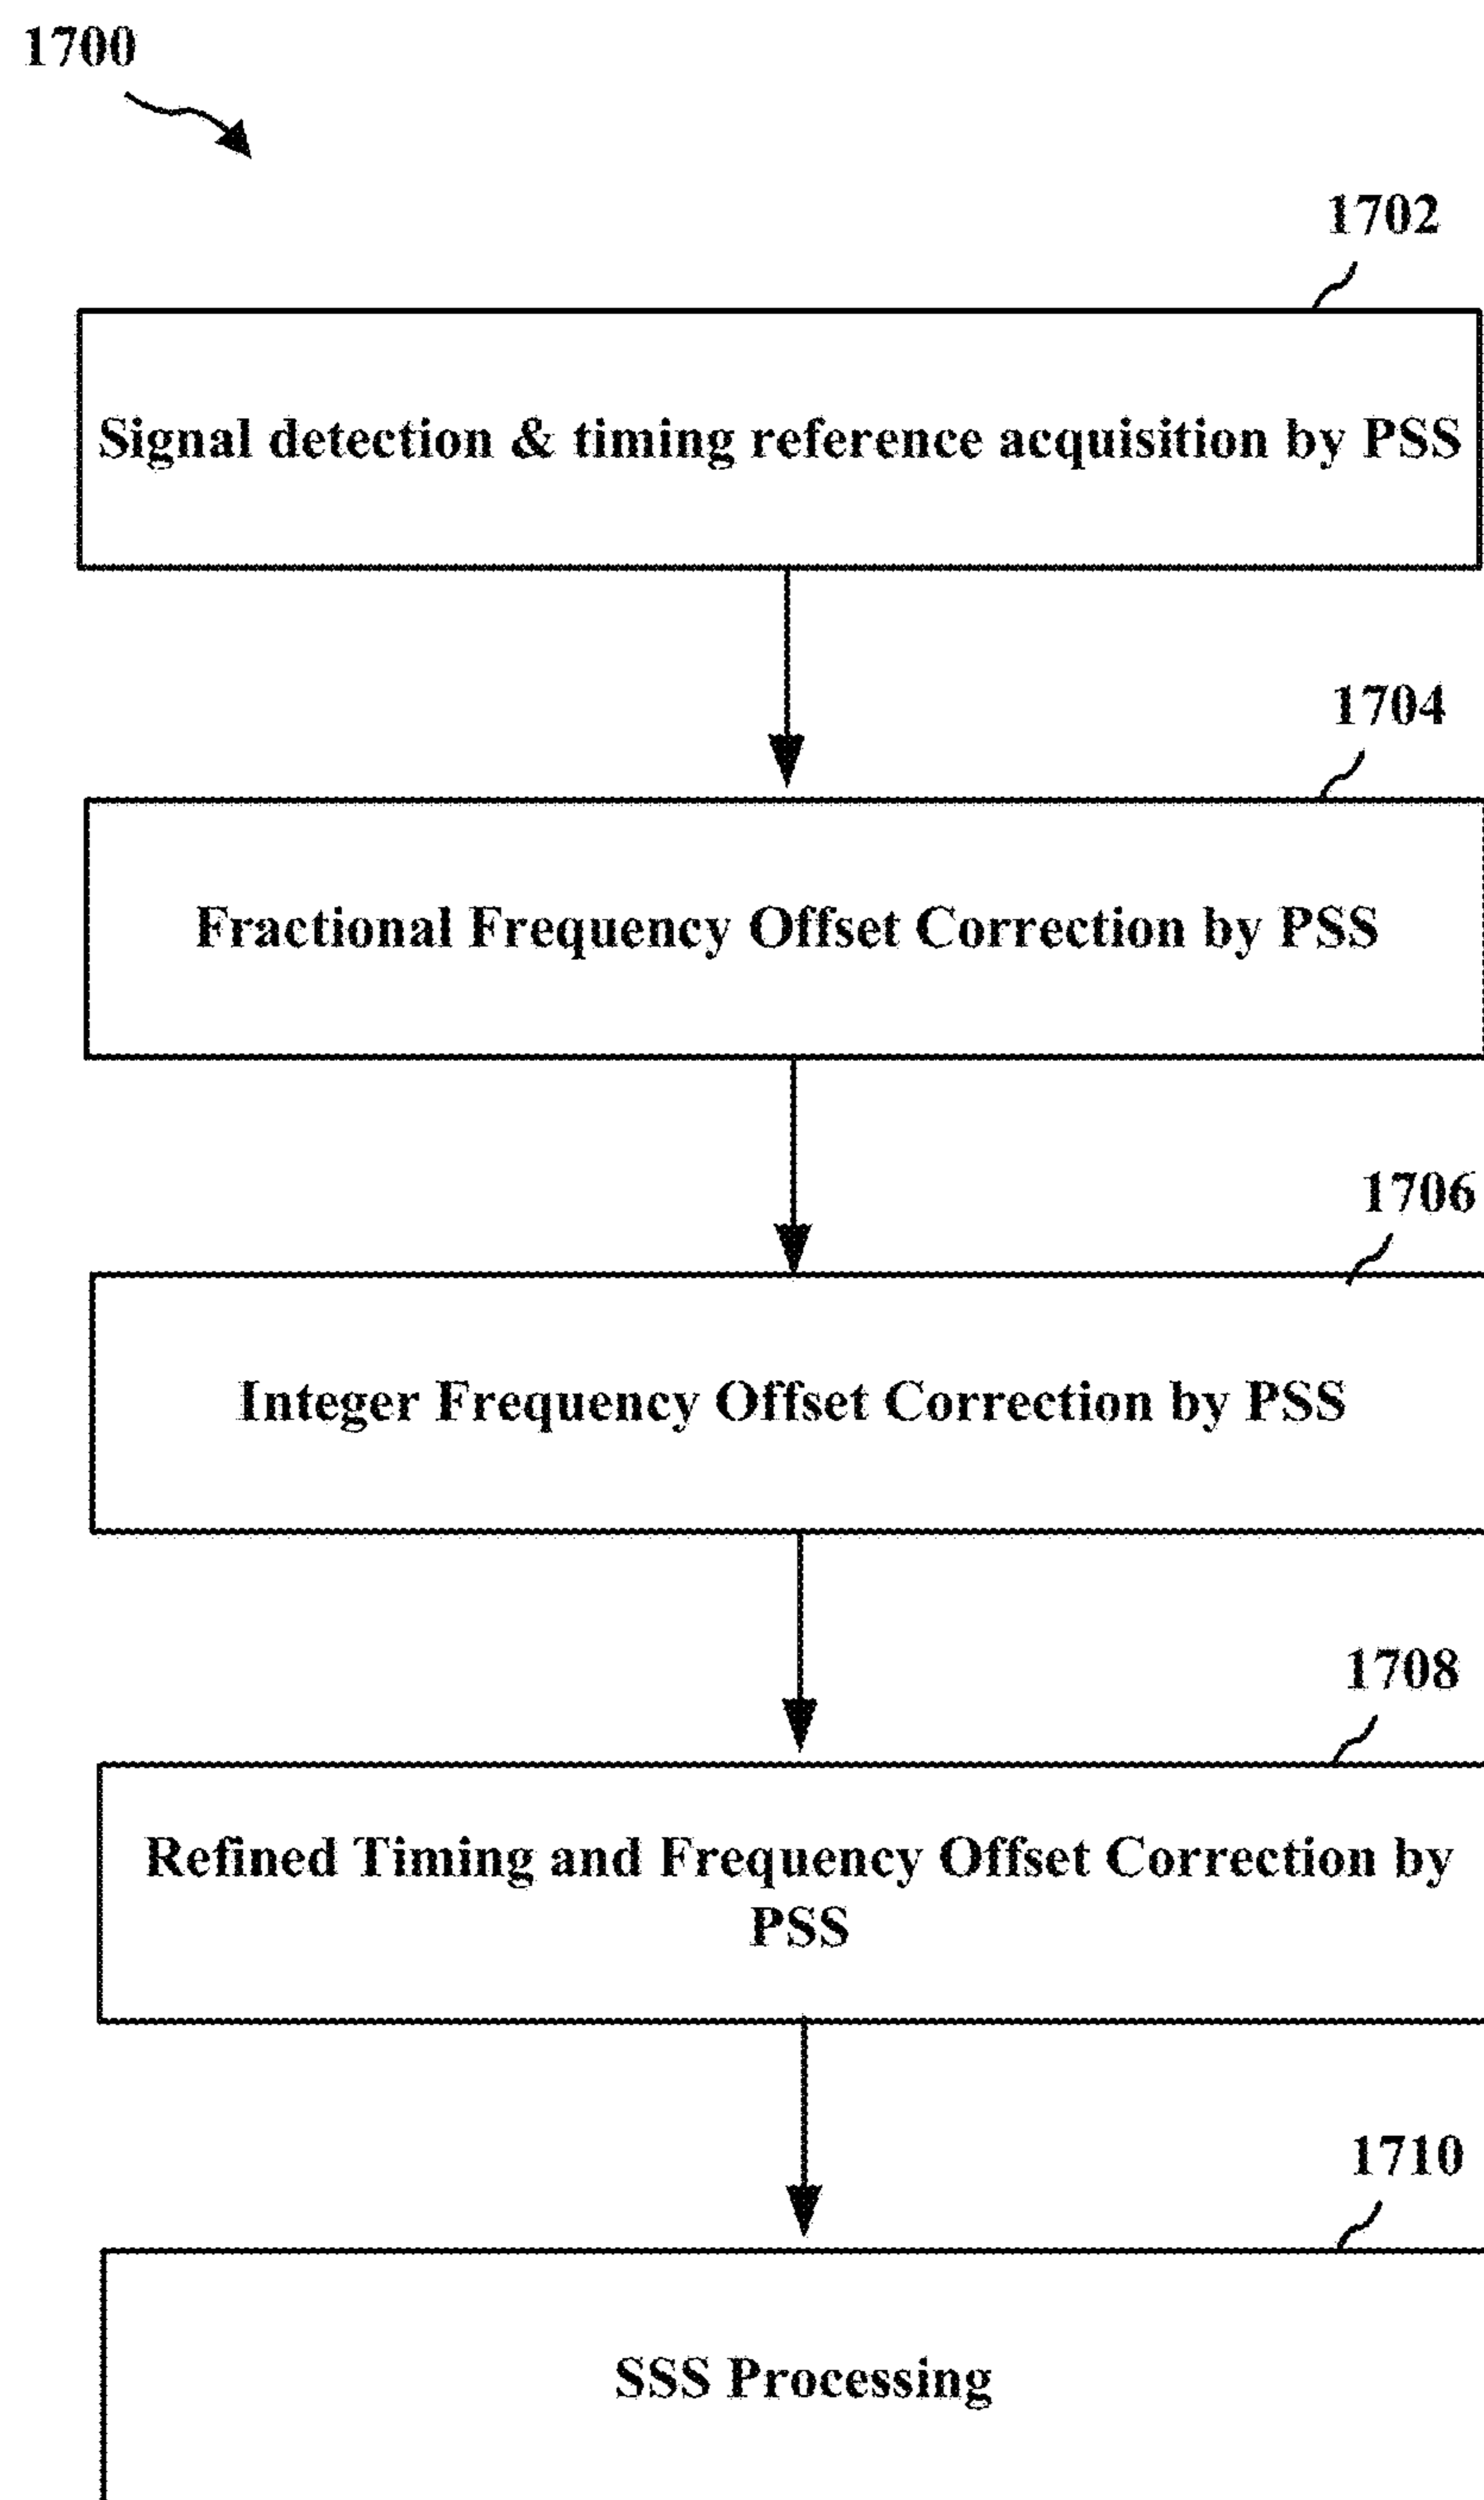 1700
1702
Signal detection & timing reference acquisition by PSS
1704
Fractional Frequency Offset Correction by PSS
1706
Integer Frequency Offset Correction by PSS
1708
Refined Timing and Frequency Offset Correction by
PSS
1710
SSS Processing